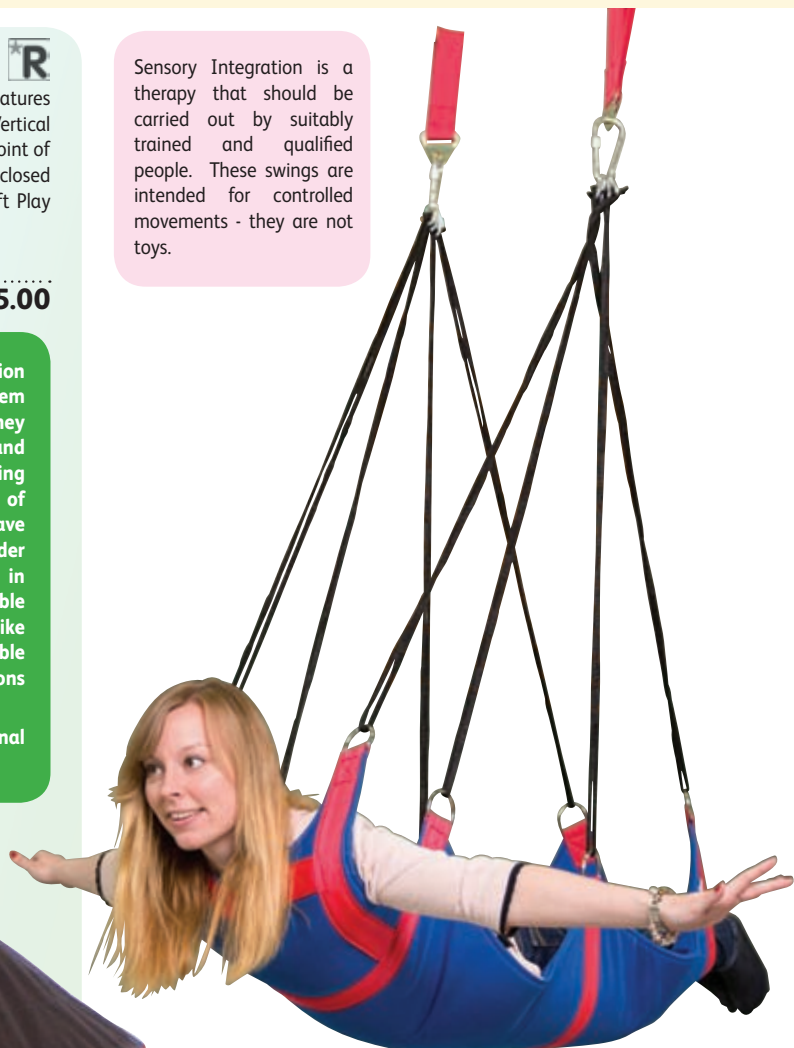 *R
atures
ertical
oint of
closed
ft Play
.......
5.00
Sensory Integration is a
therapy that should be
carried out by suitably
trained and qualified
people. These swings are
intended for controlled
movements - they are not
toys.
ion
em
hey
and
ing
of
ave
der
in
ble
ike
ble
ons
nal